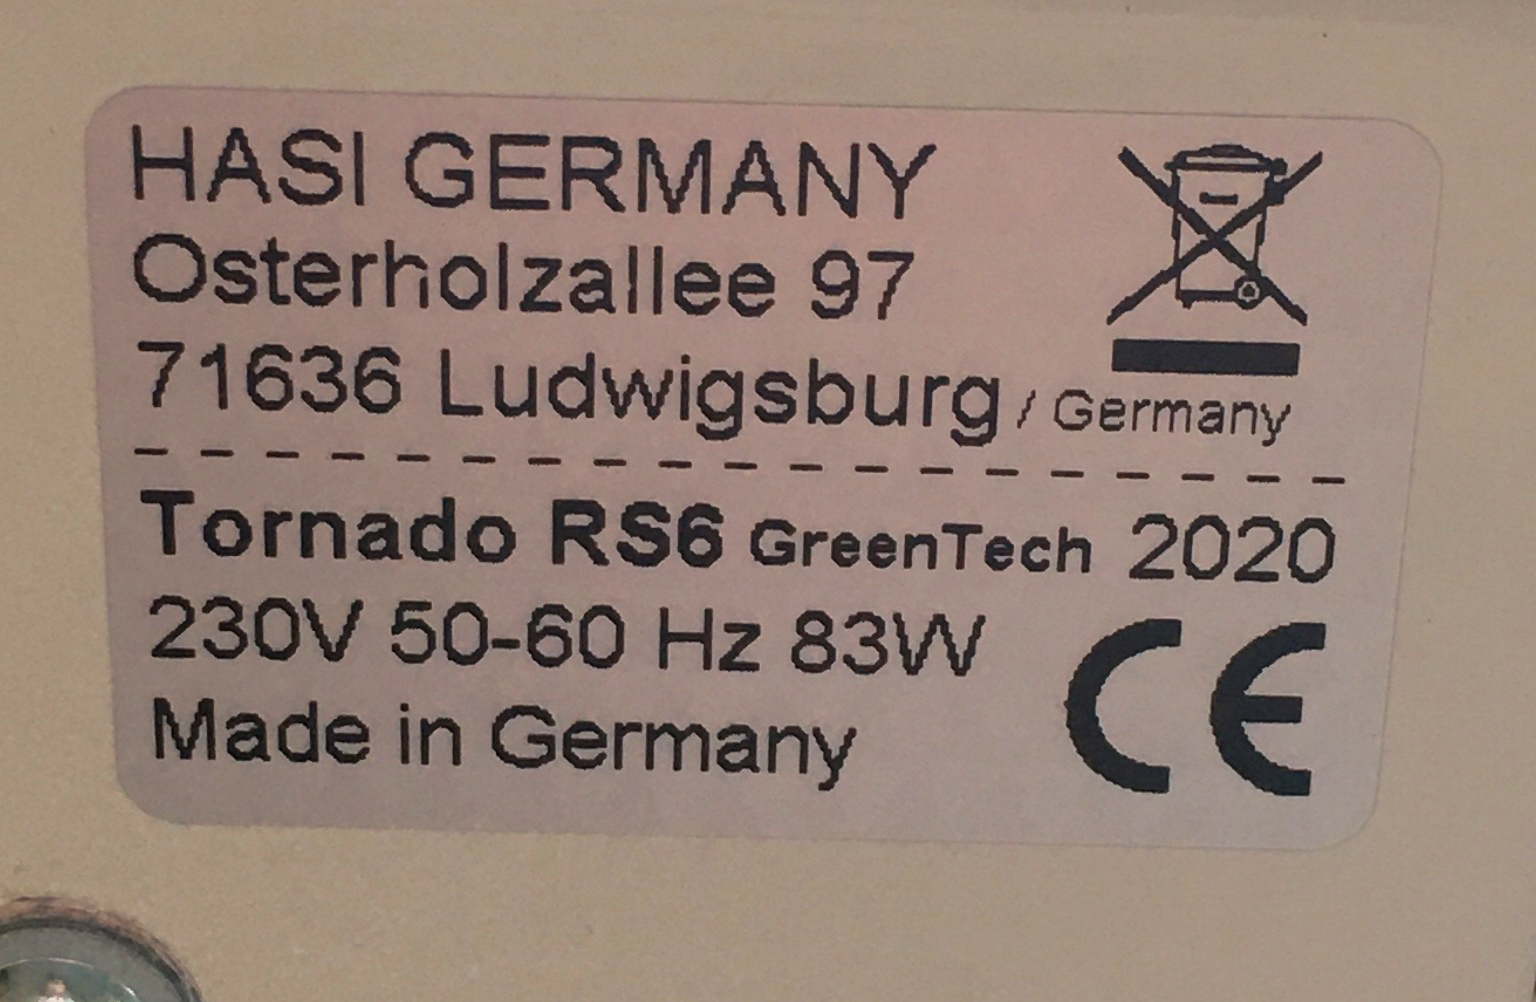 HASI GERMANY
Osterholzallee 97
71636 Ludwigsburg / Germany
Tornado RS6 GreenTech 2020
230V 50-60 Hz 83W
Made in Germany
CE